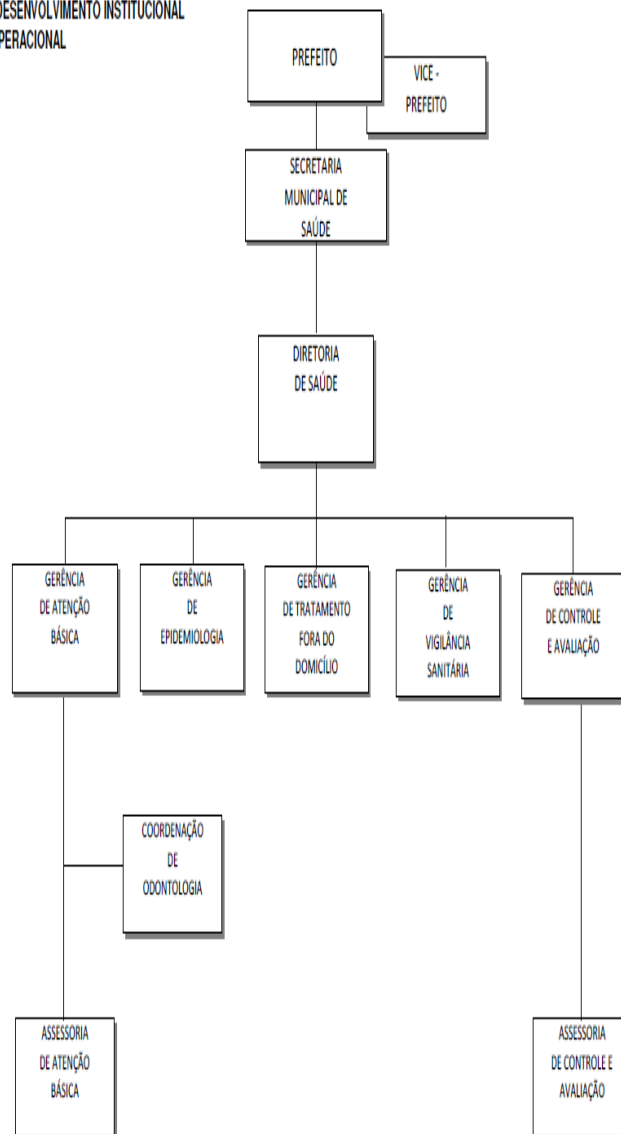 DESENVOLVIMENTO INSTITUCIONAL
PERACIONAL
PREFEITO
VICE -
PREFEITO
SECRETARIA
MUNICIPAL DE
SAÚDE
DIRETORIA
DE SAÚDE
GERÊNCIA
DE ATENÇÃO
BÁSICA
GERÊNCIA
DE
EPIDEMIOLOGIA
GERÊNCIA
DE TRATAMENTO
FORA DO
DOMICÍLIO
GERÊNCIA
DE
VIGILÂNCIA
SANITÁRIA
GERÊNCIA
DE CONTROLE
E AVALIAÇÃO
COORDENAÇÃO
DE
ODONTOLOGIA
ASSESSORIA
DE ATENÇÃO
BÁSICA
ASSESSORIA
DE CONTROLE E
AVALIAÇÃO